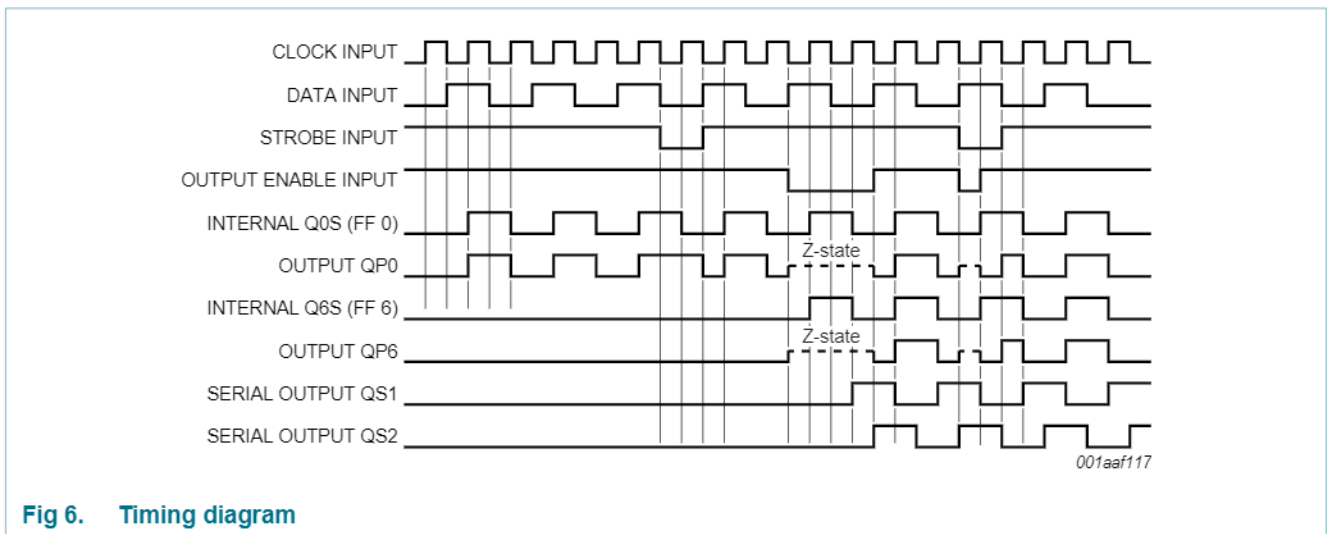 CLOCK INPUT
DATA INPUT
STROBE INPUT
OUTPUT ENABLE INPUT
INTERNAL Q0S (FF 0)
Z-state
OUTPUT QP0
INTERNAL Q6S (FF 6)
Z-state
OUTPUT QP6
SERIAL OUTPUT QS1
SERIAL OUTPUT QS2
001aaf117
Fig 6. Timing diagram